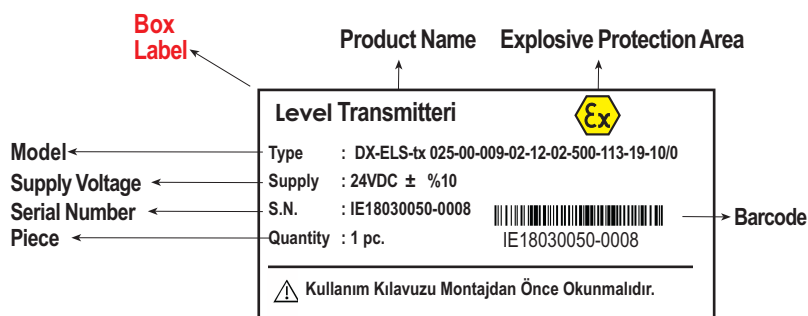 Box
Label
Product Name
Explosive Protection Area
Level Transmitteri
Ex
Model
Type : DX-ELS-tx 025-00-009-02-12-02-500-113-19-10/0
Supply Voltage
Supply : 24VDC ± %10
Serial Number
S.N. : IE18030050-0008
Barcode
Piece
Quantity : 1 pc.
IE18030050-0008
Kullanım Kılavuzu Montajdan Önce Okunmalıdır.